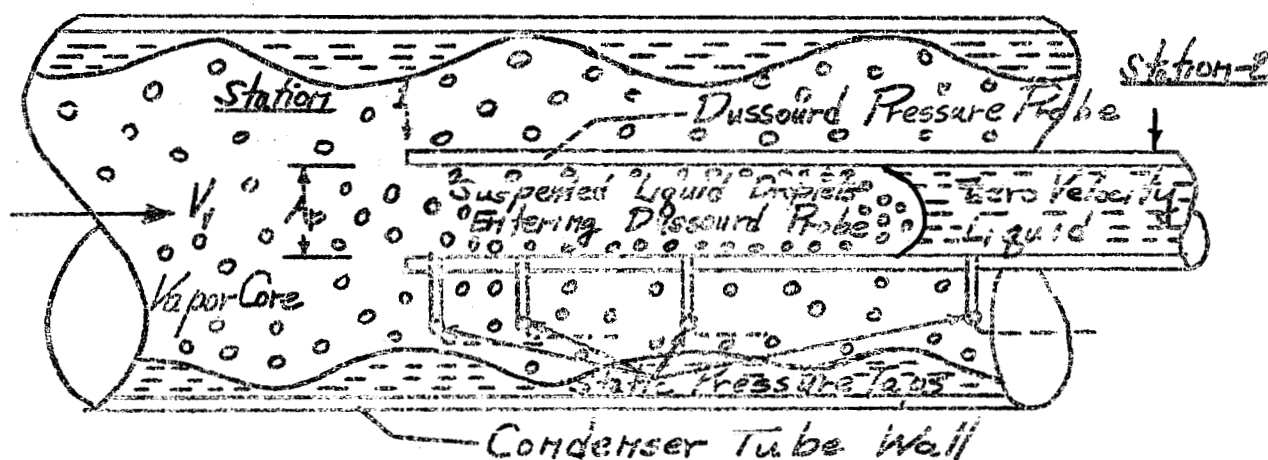 Station-2
Station
Dussourd Pressure Probe
Suspended Liquid Droplets
Entering Dussourd Probe
Zero Velocity
Liquid
V1
Ap
Vapor Core
Static Pressure Taps
Condenser Tube Wall